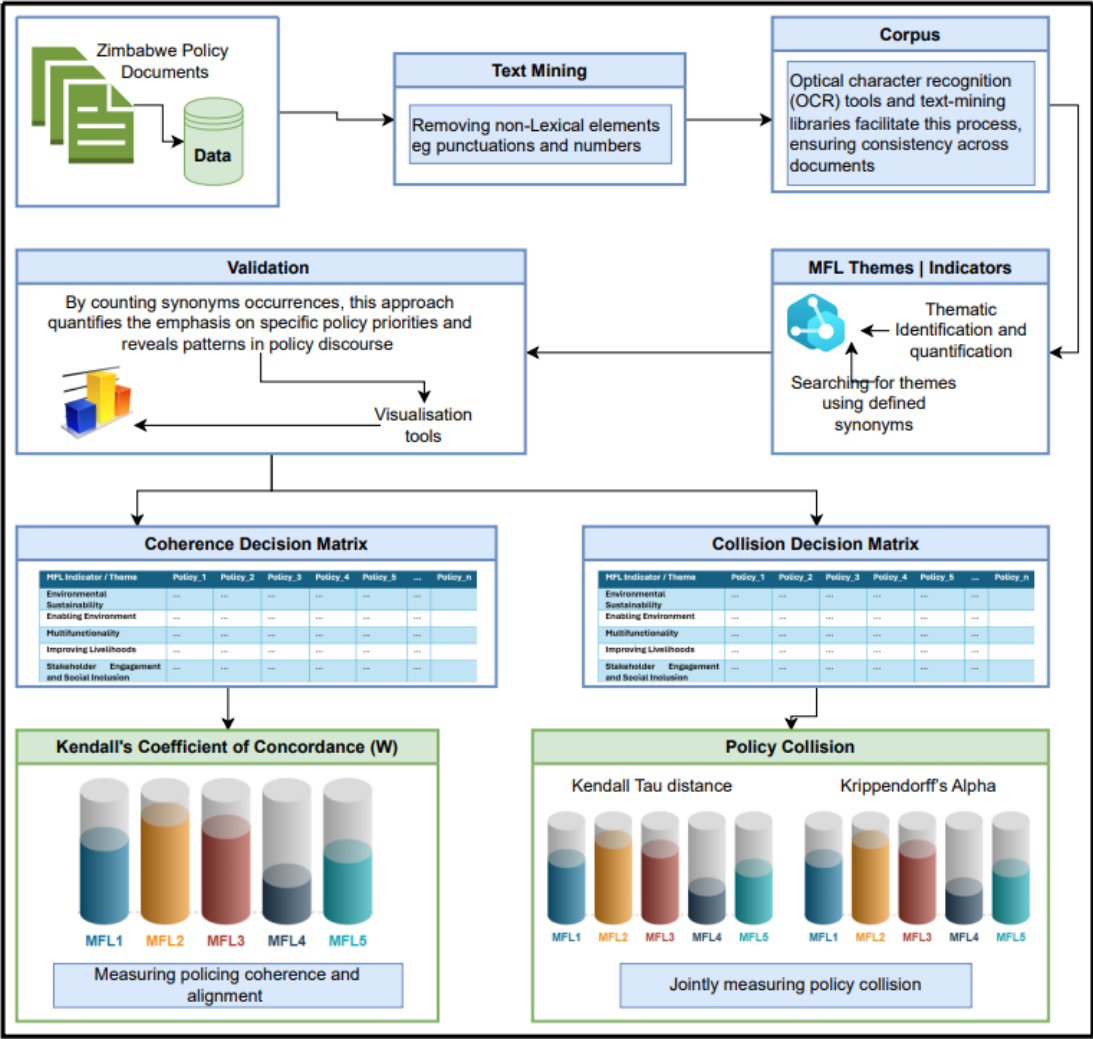 Zimbabwe Policy
Documents
Data
Text Mining
Removing non-Lexical elements
eg punctuations and numbers
Corpus
Optical character recognition
(OCR) tools and text-mining
libraries facilitate this process,
ensuring consistency across
documents
Validation
By counting synonyms occurrences, this approach
quantifies the emphasis on specific policy priorities and
reveals patterns in policy discourse
Visualisation
tools
MFL Themes | Indicators
Thematic
Identification and
quantification
Searching for themes
using defined
synonyms
Coherence Decision Matrix
MFL Indicator / Theme Policy_1 Policy_2 Policy_3 Policy_4 Policy_5 ... Policy_n
Environmental ... ... ... ... ... ...
Sustainability
Enabling Environment ... ... ... ... ... ...
Multifunctionality ... ... ... ... ... ...
Improving Livelihoods ... ... ... ... ... ...
Stakeholder Engagement ... ... ... ... ... ...
and Social Inclusion
Collision Decision Matrix
MFL Indicator / Theme Policy_1 Policy_2 Policy_3 Policy_4 Policy_5 ... Policy_n
Environmental ... ... ... ... ... ...
Sustainability
Enabling Environment ... ... ... ... ... ...
Multifunctionality ... ... ... ... ... ...
Improving Livelihoods ... ... ... ... ... ...
Stakeholder Engagement ... ... ... ... ... ...
and Social Inclusion
Kendall's Coefficient of Concordance (W)
MFL1 MFL2 MFL3 MFL4 MFL5
Measuring policing coherence and
alignment
Policy Collision
Kendall Tau distance
MFL1 MFL2 MFL3 MFL4 MFL5
Krippendorff's Alpha
MFL1 MFL2 MFL3 MFL4 MFL5
Jointly measuring policy collision